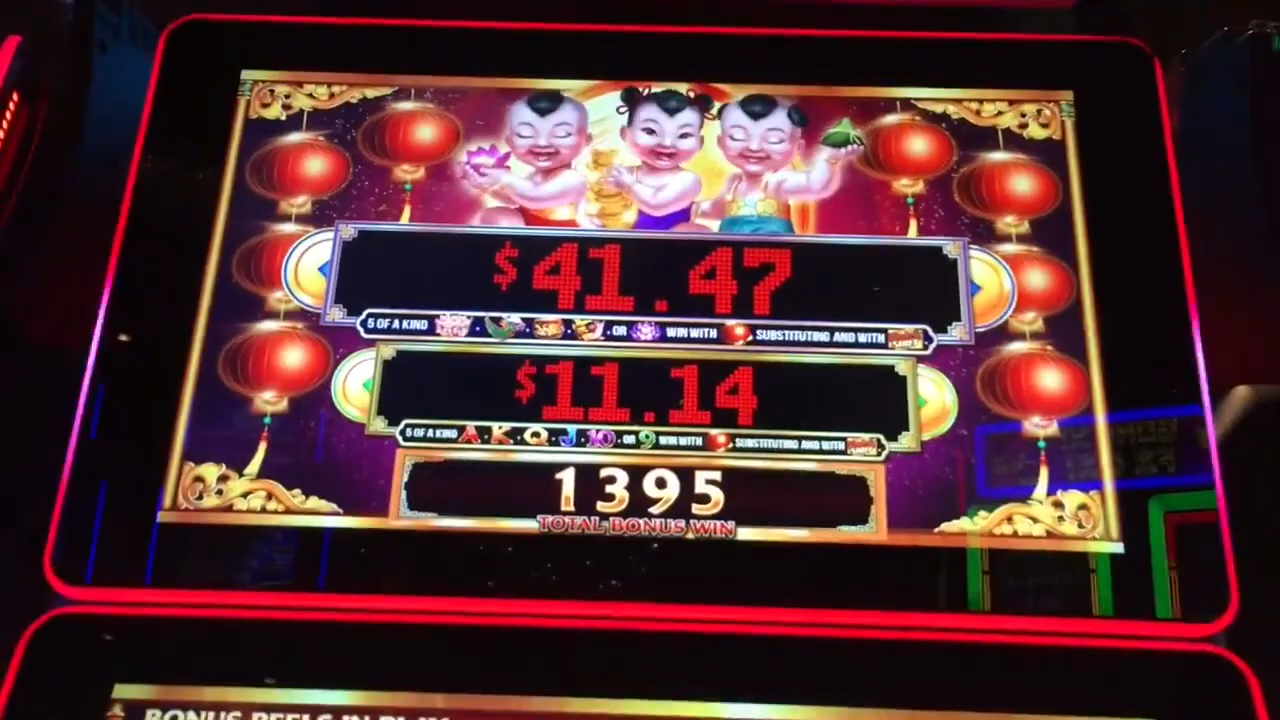 $41.47
5 OF A KIND OR WIN WITH SUBSTITUTING AND WITH
$11.14
5 OF A KIND A · K · Q · J · 10 · OR 9 WIN WITH SUBSTITUTING AND WITH
1395
TOTAL BONUS WIN
BONUS REELS IN PLAY